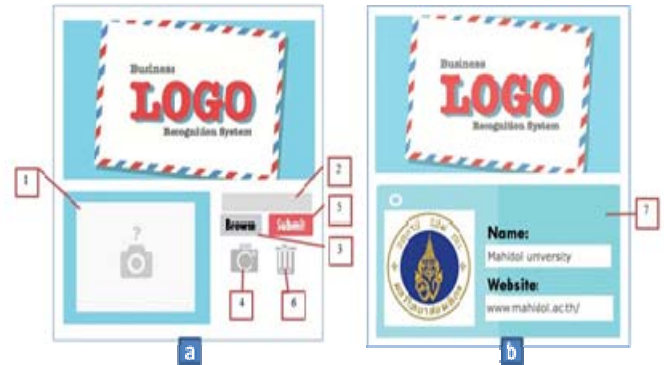 Business
LOGO
Recognition System
1
?
2
5
Brown Submit
3
4
6
a
Business
LOGO
Recognition System
7
Name:
Mahidol university
Website:
www.mahidol.ac.th/
b